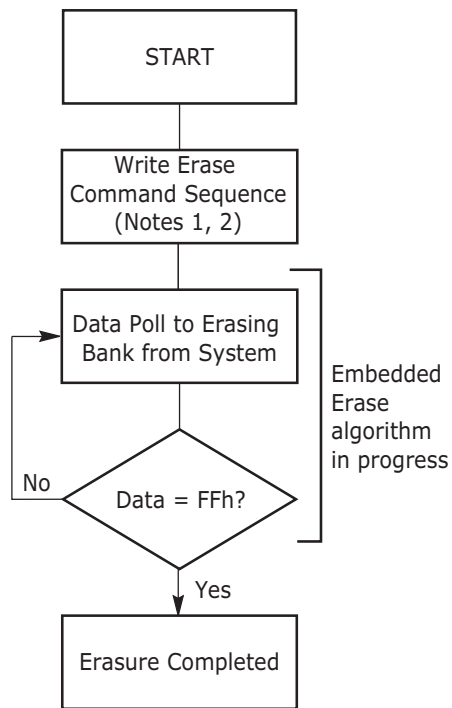 START
Write Erase
Command Sequence
(Notes 1, 2)
Data Poll to Erasing
Bank from System
Embedded
Erase
algorithm
in progress
No
Data = FFh?
Yes
Erasure Completed